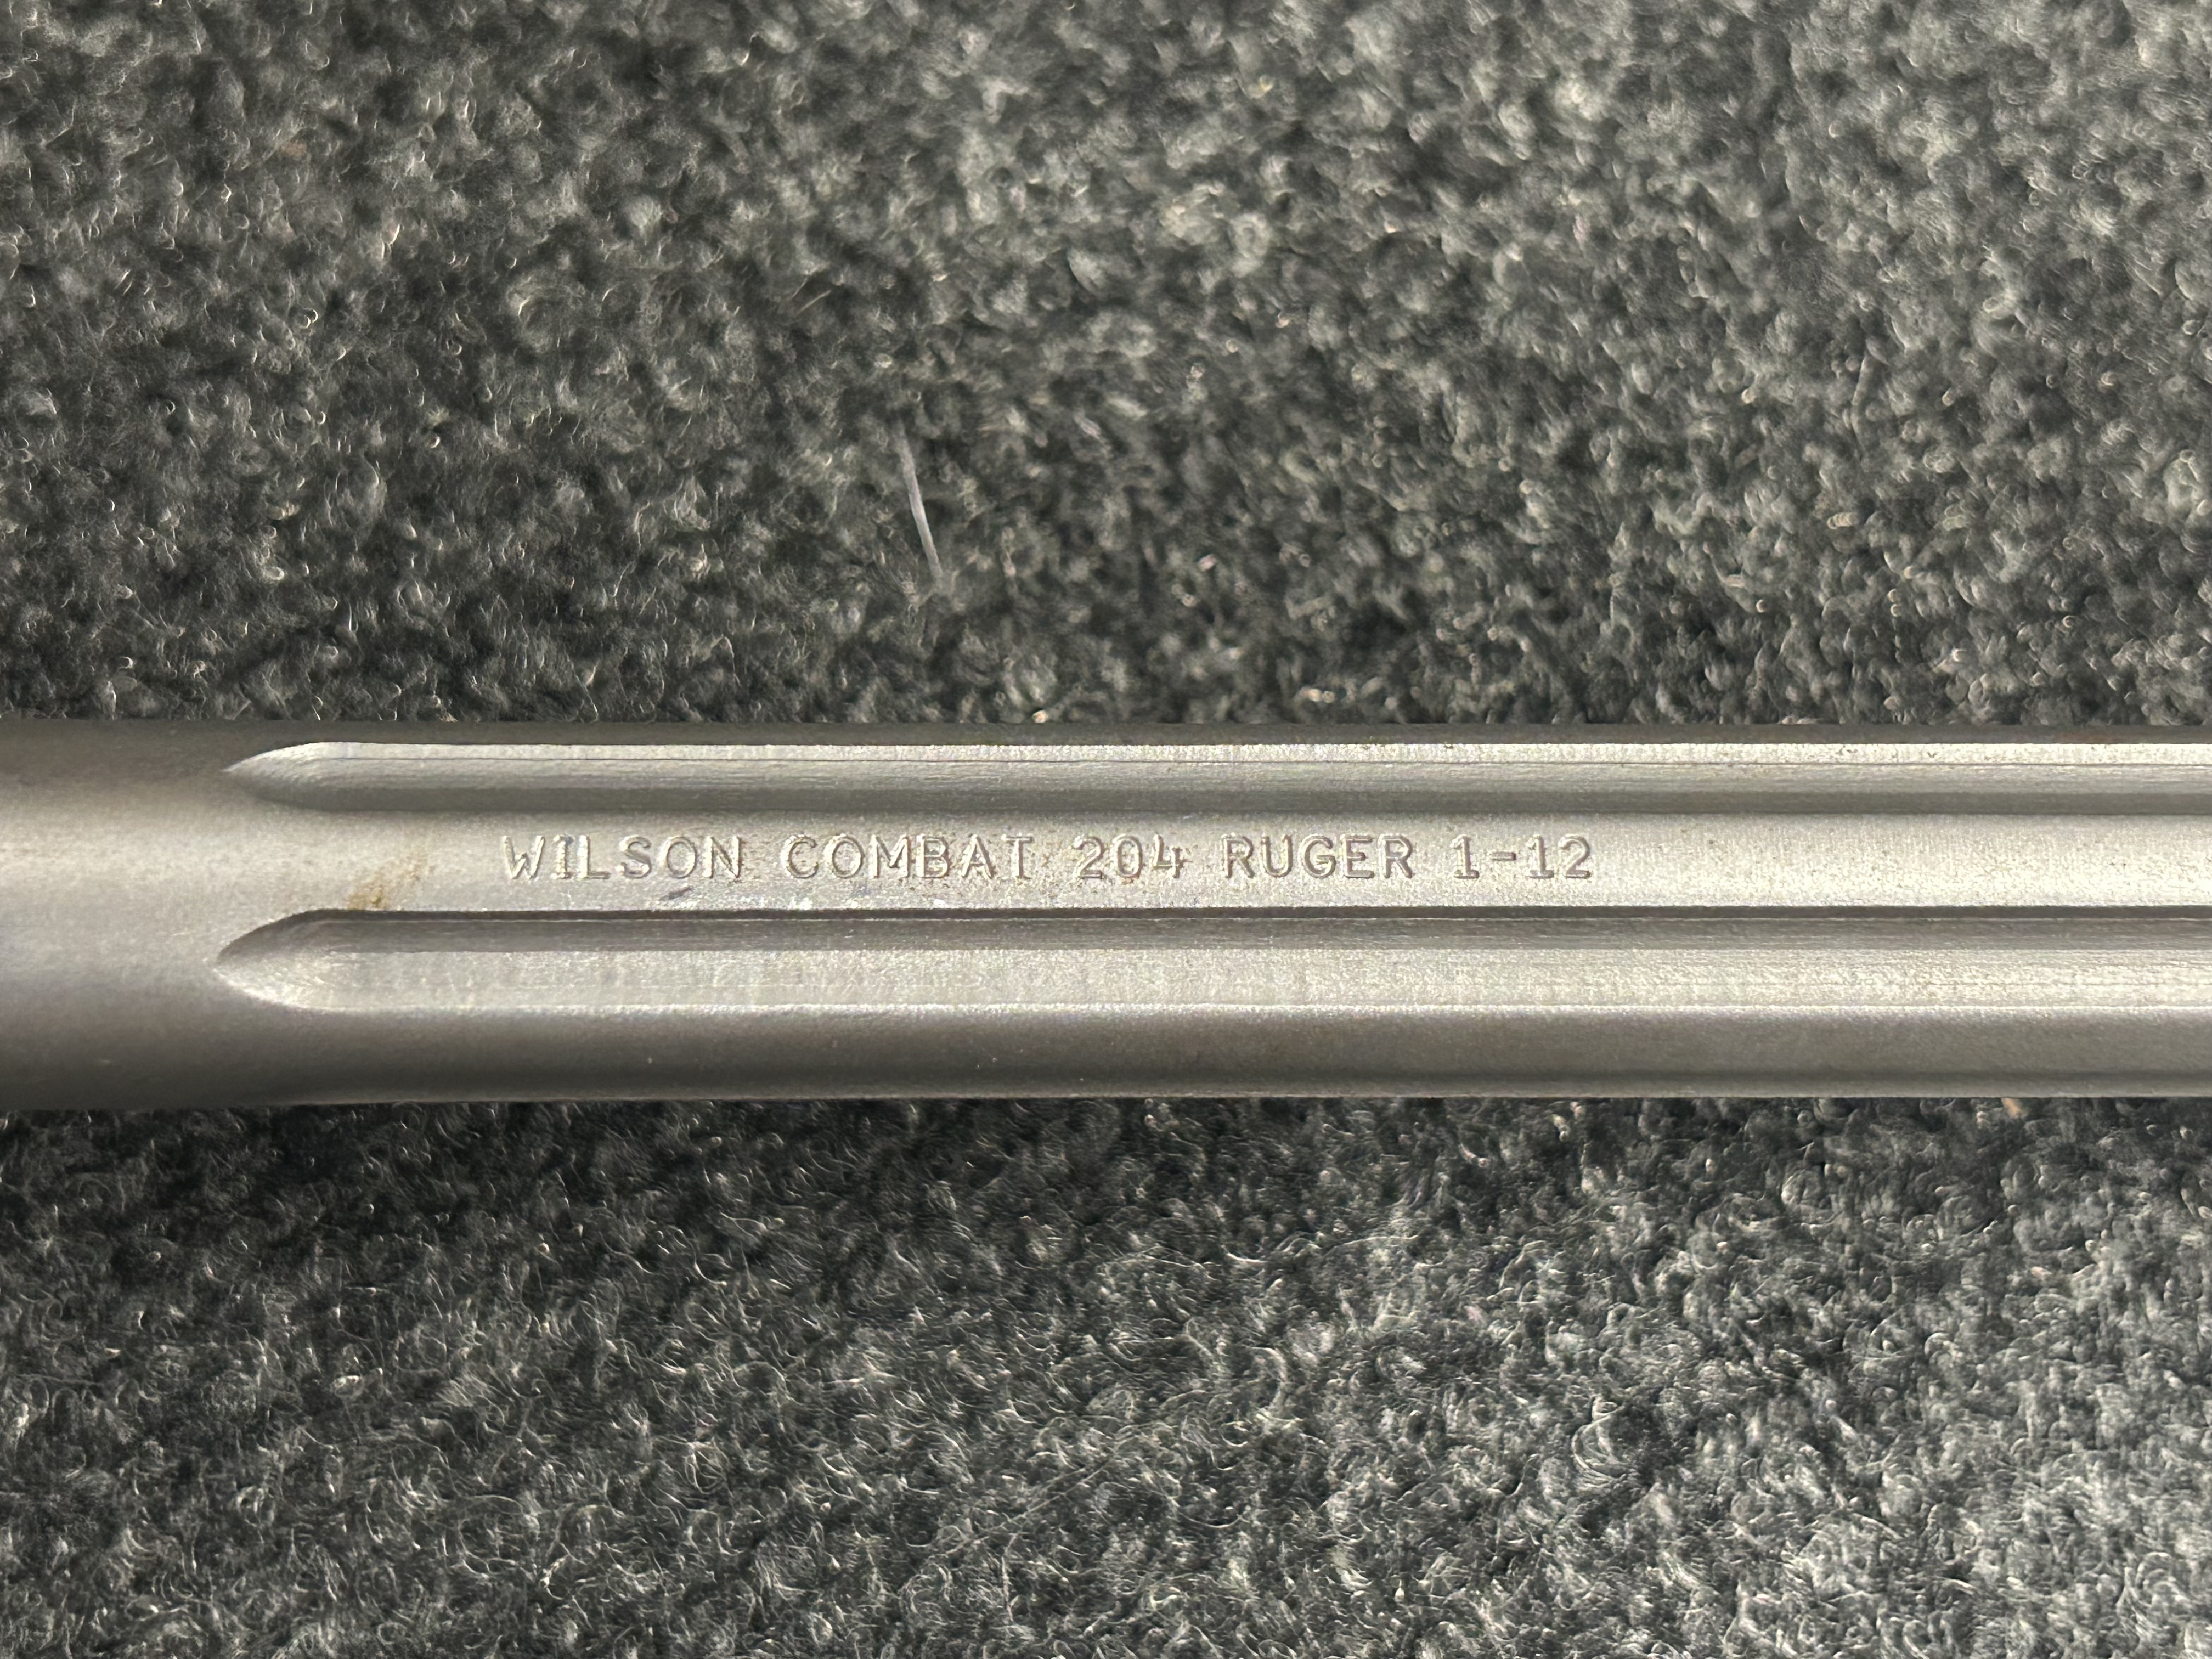 WILSON COMBAT 204 RUGER 1-12